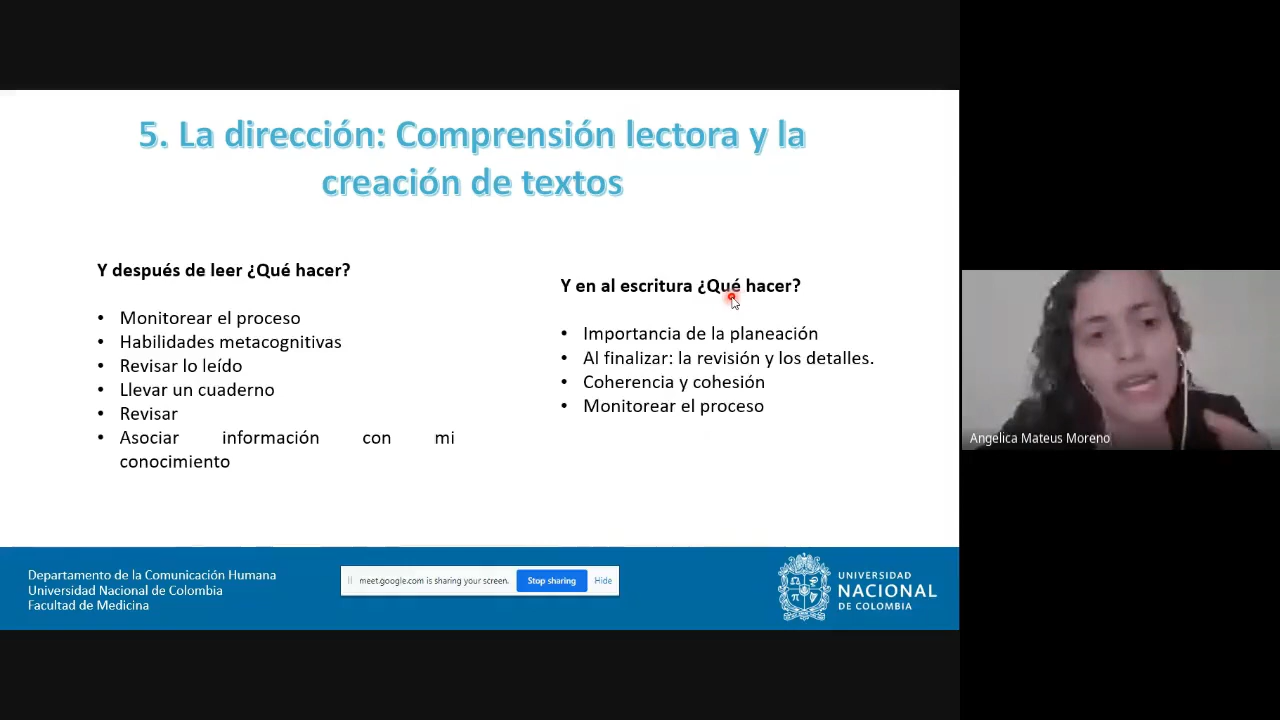 5. La dirección: Comprensión lectora y la
creación de textos
Y después de leer ¿Qué hacer?
• Monitorear el proceso
• Habilidades metacognitivas
• Revisar lo leído
• Llevar un cuaderno
• Revisar
• Asociar información con mi
conocimiento
Y en al escritura ¿Qué hacer?
• Importancia de la planeación
• Al finalizar: la revisión y los detalles.
• Coherencia y cohesión
• Monitorear el proceso
Angelica Mateus Moreno
Departamento de la Comunicación Humana
Universidad Nacional de Colombia
Facultad de Medicina
meet.google.com is sharing your screen.
Stop sharing
Hide
UNIVERSIDAD
NACIONAL
DE COLOMBIA